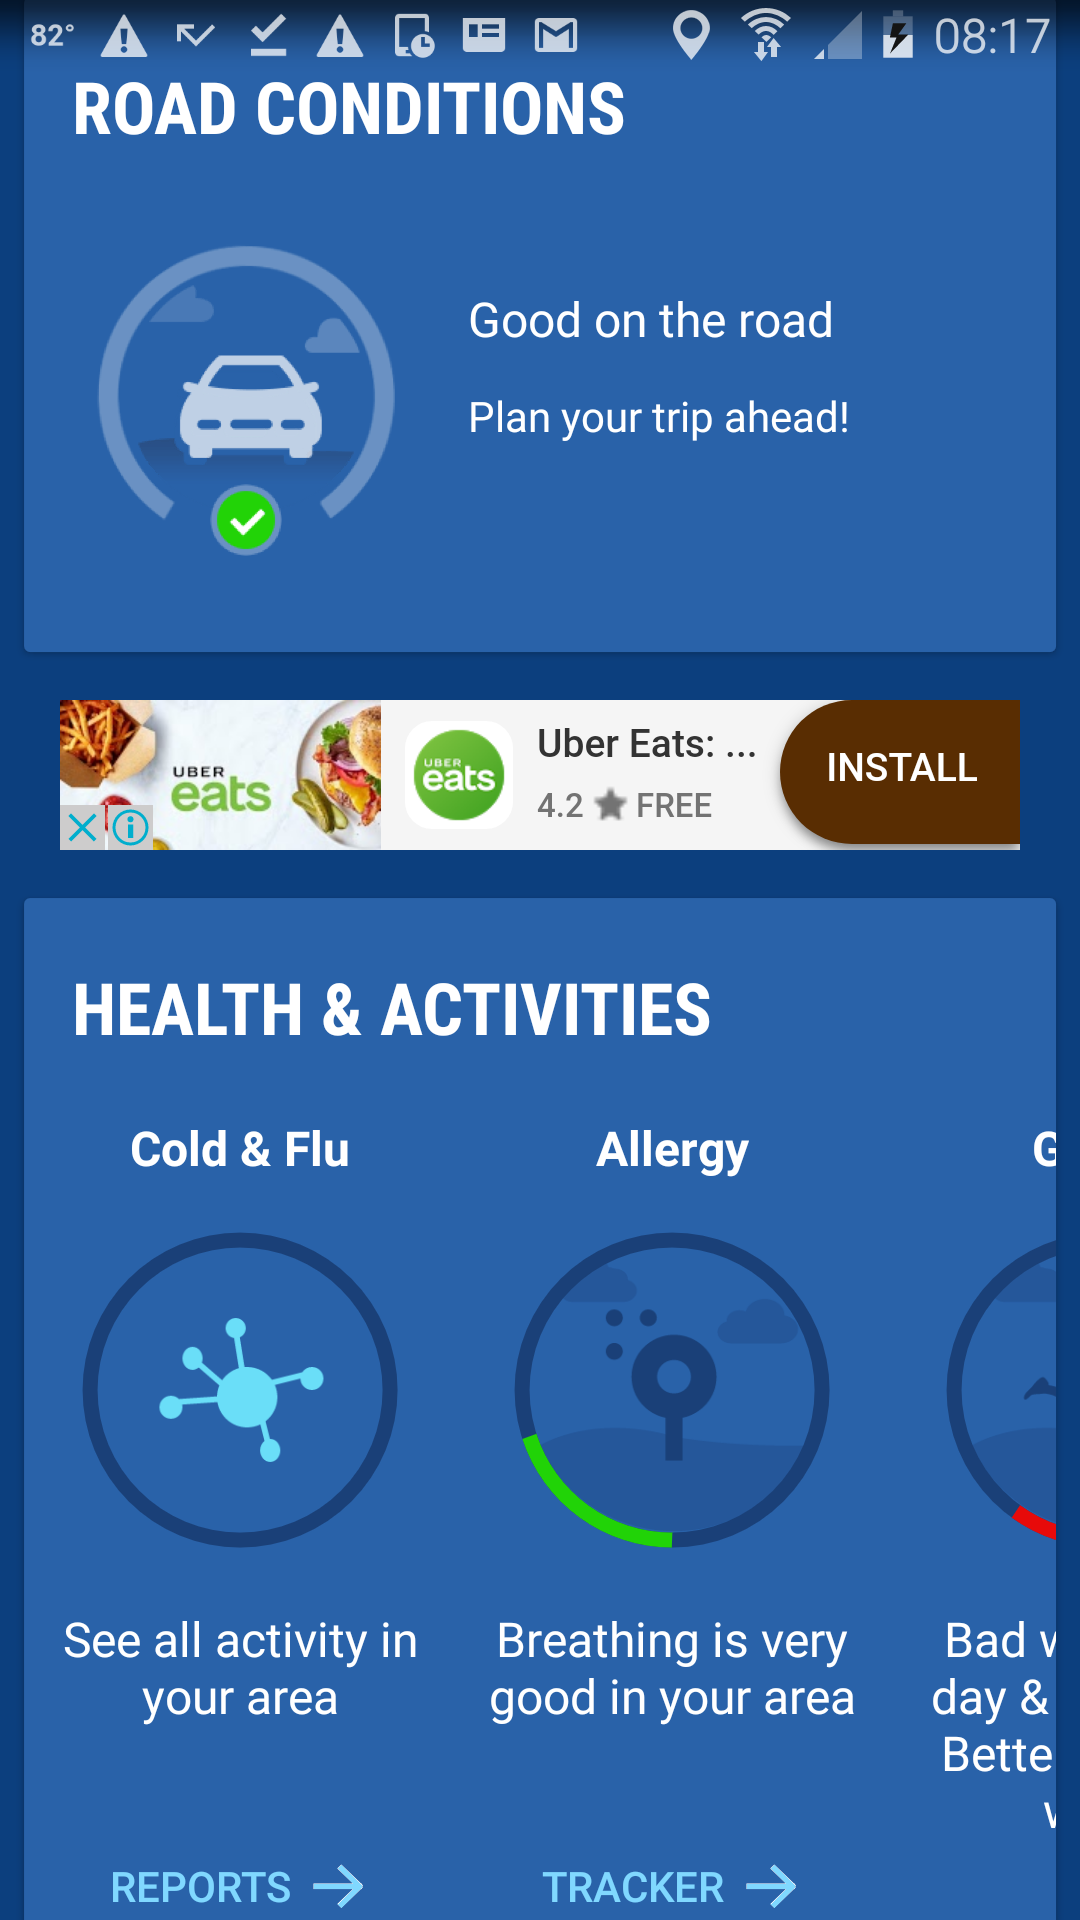 82°
08:17
ROAD CONDITIONS
Good on the road
Plan your trip ahead!
UBER
eats
UBER
eats
Uber Eats: ...
4.2 FREE
INSTALL
HEALTH & ACTIVITIES
Cold & Flu
Allergy
G
See all activity in
your area
Breathing is very
good in your area
Bad
day &
Bette
REPORTS
TRACKER